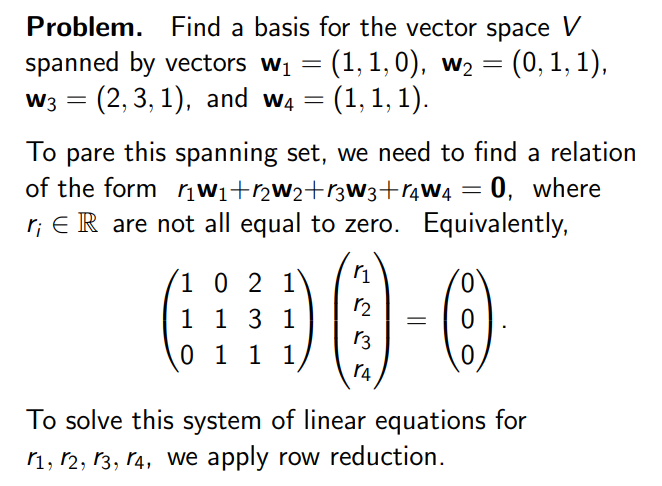 Problem. Find a basis for the vector space V
spanned by vectors w₁ = (1, 1, 0), w₂ = (0, 1, 1),
w₃ = (2, 3, 1), and w₄ = (1, 1, 1).
To pare this spanning set, we need to find a relation
of the form r₁w₁+r₂w₂+r₃w₃+r₄w₄ = 0, where
rᵢ ∈ ℝ are not all equal to zero. Equivalently,
(1 0 2 1) (r₁) (0)
(1 1 3 1) (r₂) = (0) .
(0 1 1 1) (r₃) (0)
(r₄)
To solve this system of linear equations for
r₁, r₂, r₃, r₄, we apply row reduction.